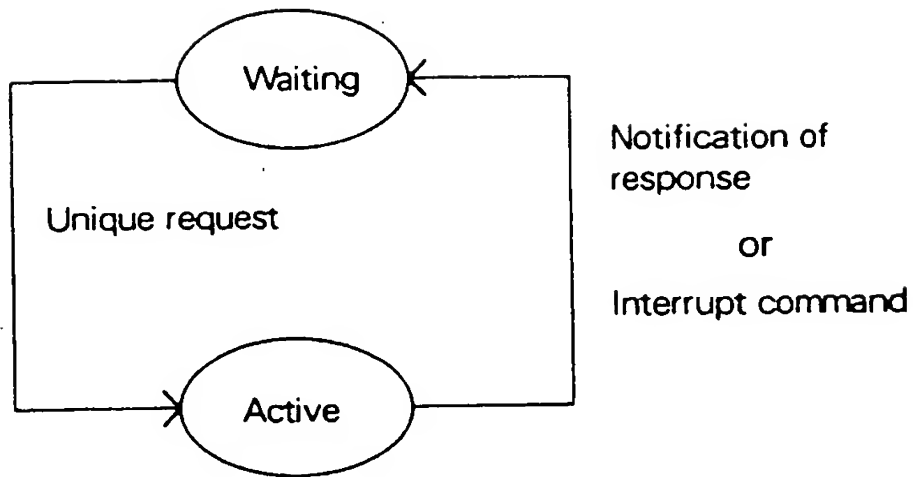 Waiting
Unique request
Notification of
response
or
Interrupt command
Active